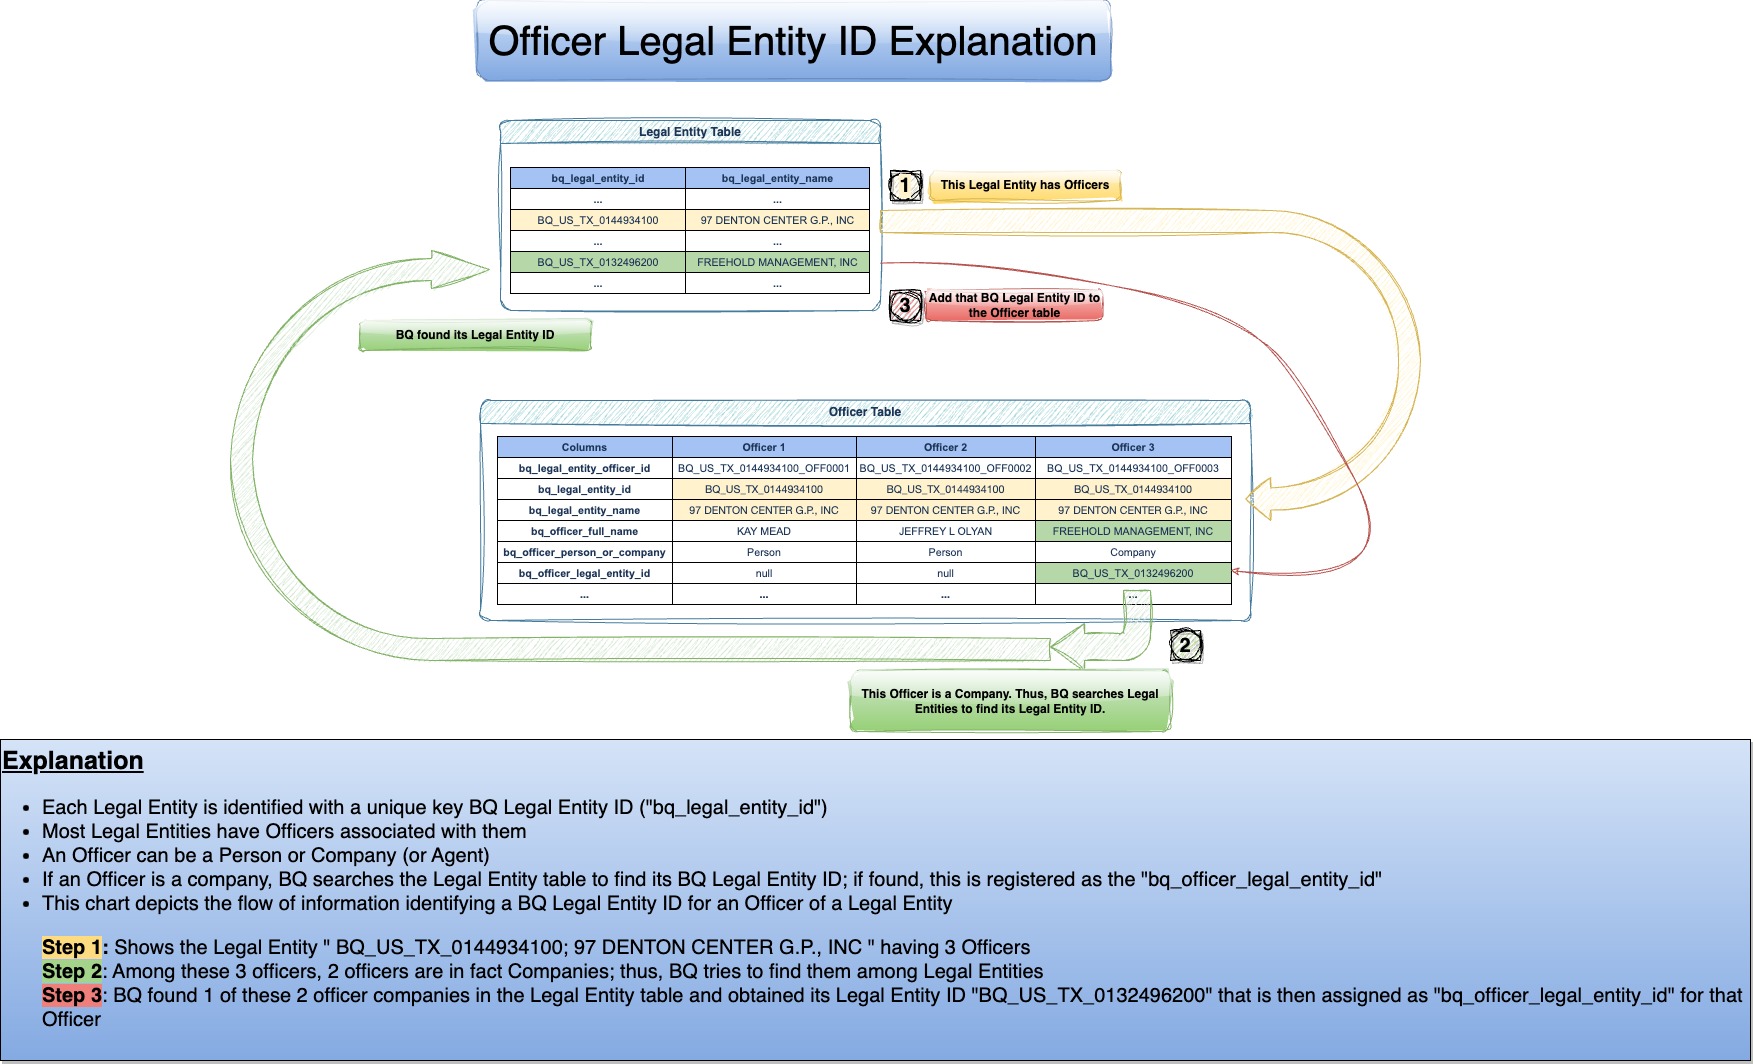 Officer Legal Entity ID Explanation
Legal Entity Table
bq_legal_entity_id bq_legal_entity_name
... ...
BQ_US_TX_0144934100 97 DENTON CENTER G.P., INC
... ...
BQ_US_TX_0132496200 FREEHOLD MANAGEMENT, INC
... ...
1 This Legal Entity has Officers
3 Add that BQ Legal Entity ID to
the Officer table
BQ found its Legal Entity ID
Officer Table
Columns Officer 1 Officer 2 Officer 3
bq_legal_entity_officer_id BQ_US_TX_0144934100_OFF0001 BQ_US_TX_0144934100_OFF0002 BQ_US_TX_0144934100_OFF0003
bq_legal_entity_id BQ_US_TX_0144934100 BQ_US_TX_0144934100 BQ_US_TX_0144934100
bq_legal_entity_name 97 DENTON CENTER G.P., INC 97 DENTON CENTER G.P., INC 97 DENTON CENTER G.P., INC
bq_officer_full_name KAY MEAD JEFFREY L OLYAN FREEHOLD MANAGEMENT, INC
bq_officer_person_or_company Person Person Company
bq_officer_legal_entity_id null null BQ_US_TX_0132496200
... ... ... ...
2
This Officer is a Company. Thus, BQ searches Legal
Entities to find its Legal Entity ID.
Explanation
• Each Legal Entity is identified with a unique key BQ Legal Entity ID ("bq_legal_entity_id")
• Most Legal Entities have Officers associated with them
• An Officer can be a Person or Company (or Agent)
• If an Officer is a company, BQ searches the Legal Entity table to find its BQ Legal Entity ID; if found, this is registered as the "bq_officer_legal_entity_id"
• This chart depicts the flow of information identifying a BQ Legal Entity ID for an Officer of a Legal Entity
Step 1: Shows the Legal Entity " BQ_US_TX_0144934100; 97 DENTON CENTER G.P., INC " having 3 Officers
Step 2: Among these 3 officers, 2 officers are in fact Companies; thus, BQ tries to find them among Legal Entities
Step 3: BQ found 1 of these 2 officer companies in the Legal Entity table and obtained its Legal Entity ID "BQ_US_TX_0132496200" that is then assigned as "bq_officer_legal_entity_id" for that
Officer